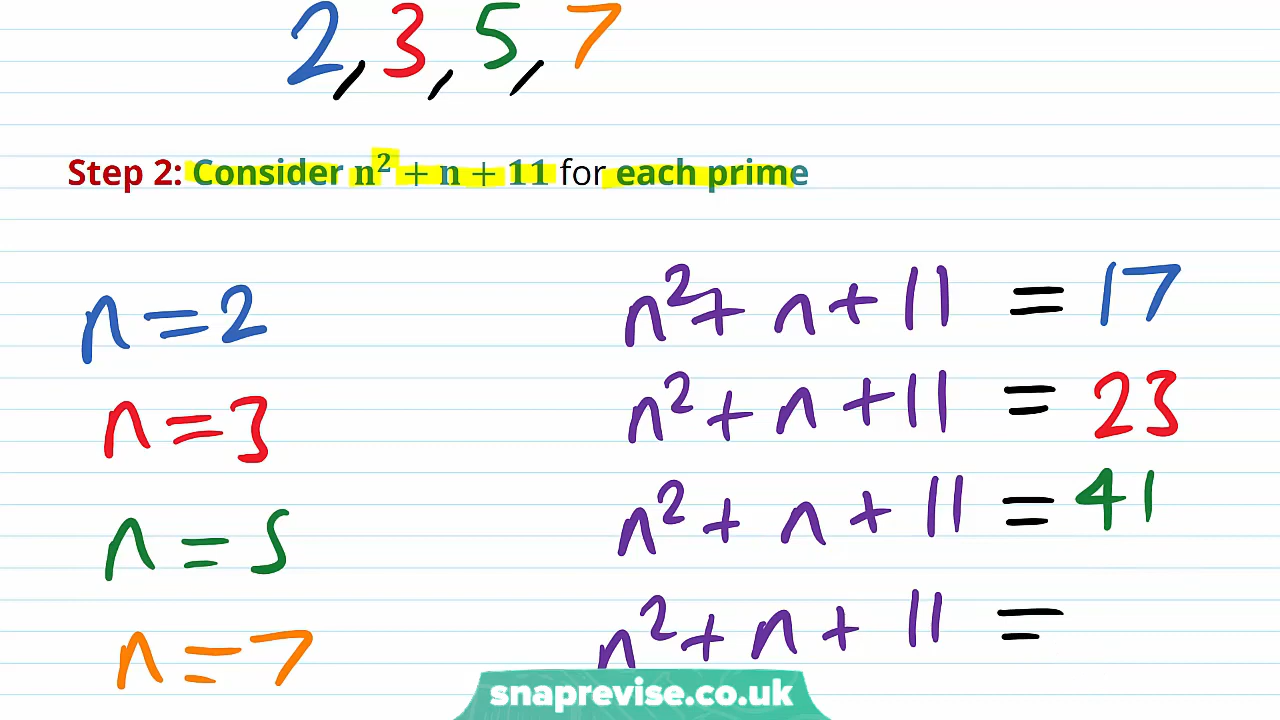 2, 3, 5, 7
Step 2: Consider n² + n + 11 for each prime
n = 2 n² + n + 11 = 17
n = 3 n² + n + 11 = 23
n = 5 n² + n + 11 = 41
n = 7 n² + n + 11 =
snaprevise.co.uk